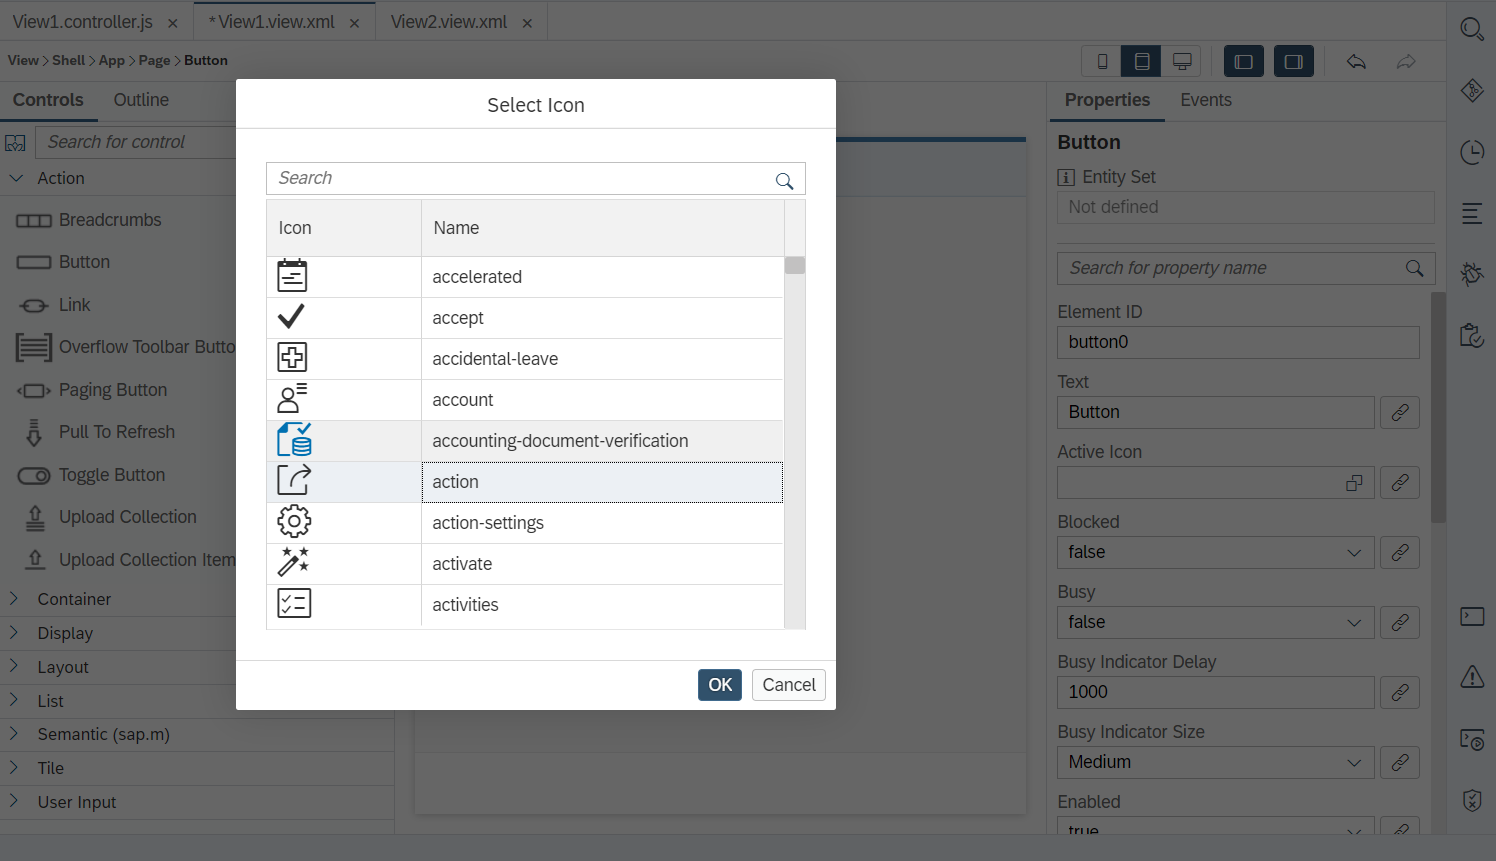 View1.controller.js ×
*View1.view.xml ×
View2.view.xml ×
View > Shell > App > Page > Button
Controls
Outline
Search for control
Action
Breadcrumbs
Button
Link
Overflow Toolbar Butto
Paging Button
Pull To Refresh
Toggle Button
Upload Collection
Upload Collection Item
Container
Display
Layout
List
Semantic (sap.m)
Tile
User Input
Select Icon
Search
Icon
Name
accelerated
accept
accidental-leave
account
accounting-document-verification
action
action-settings
activate
activities
OK
Cancel
Properties
Events
Button
Entity Set
Not defined
Search for property name
Element ID
button0
Text
Button
Active Icon
Blocked
false
Busy
false
Busy Indicator Delay
1000
Busy Indicator Size
Medium
Enabled
true